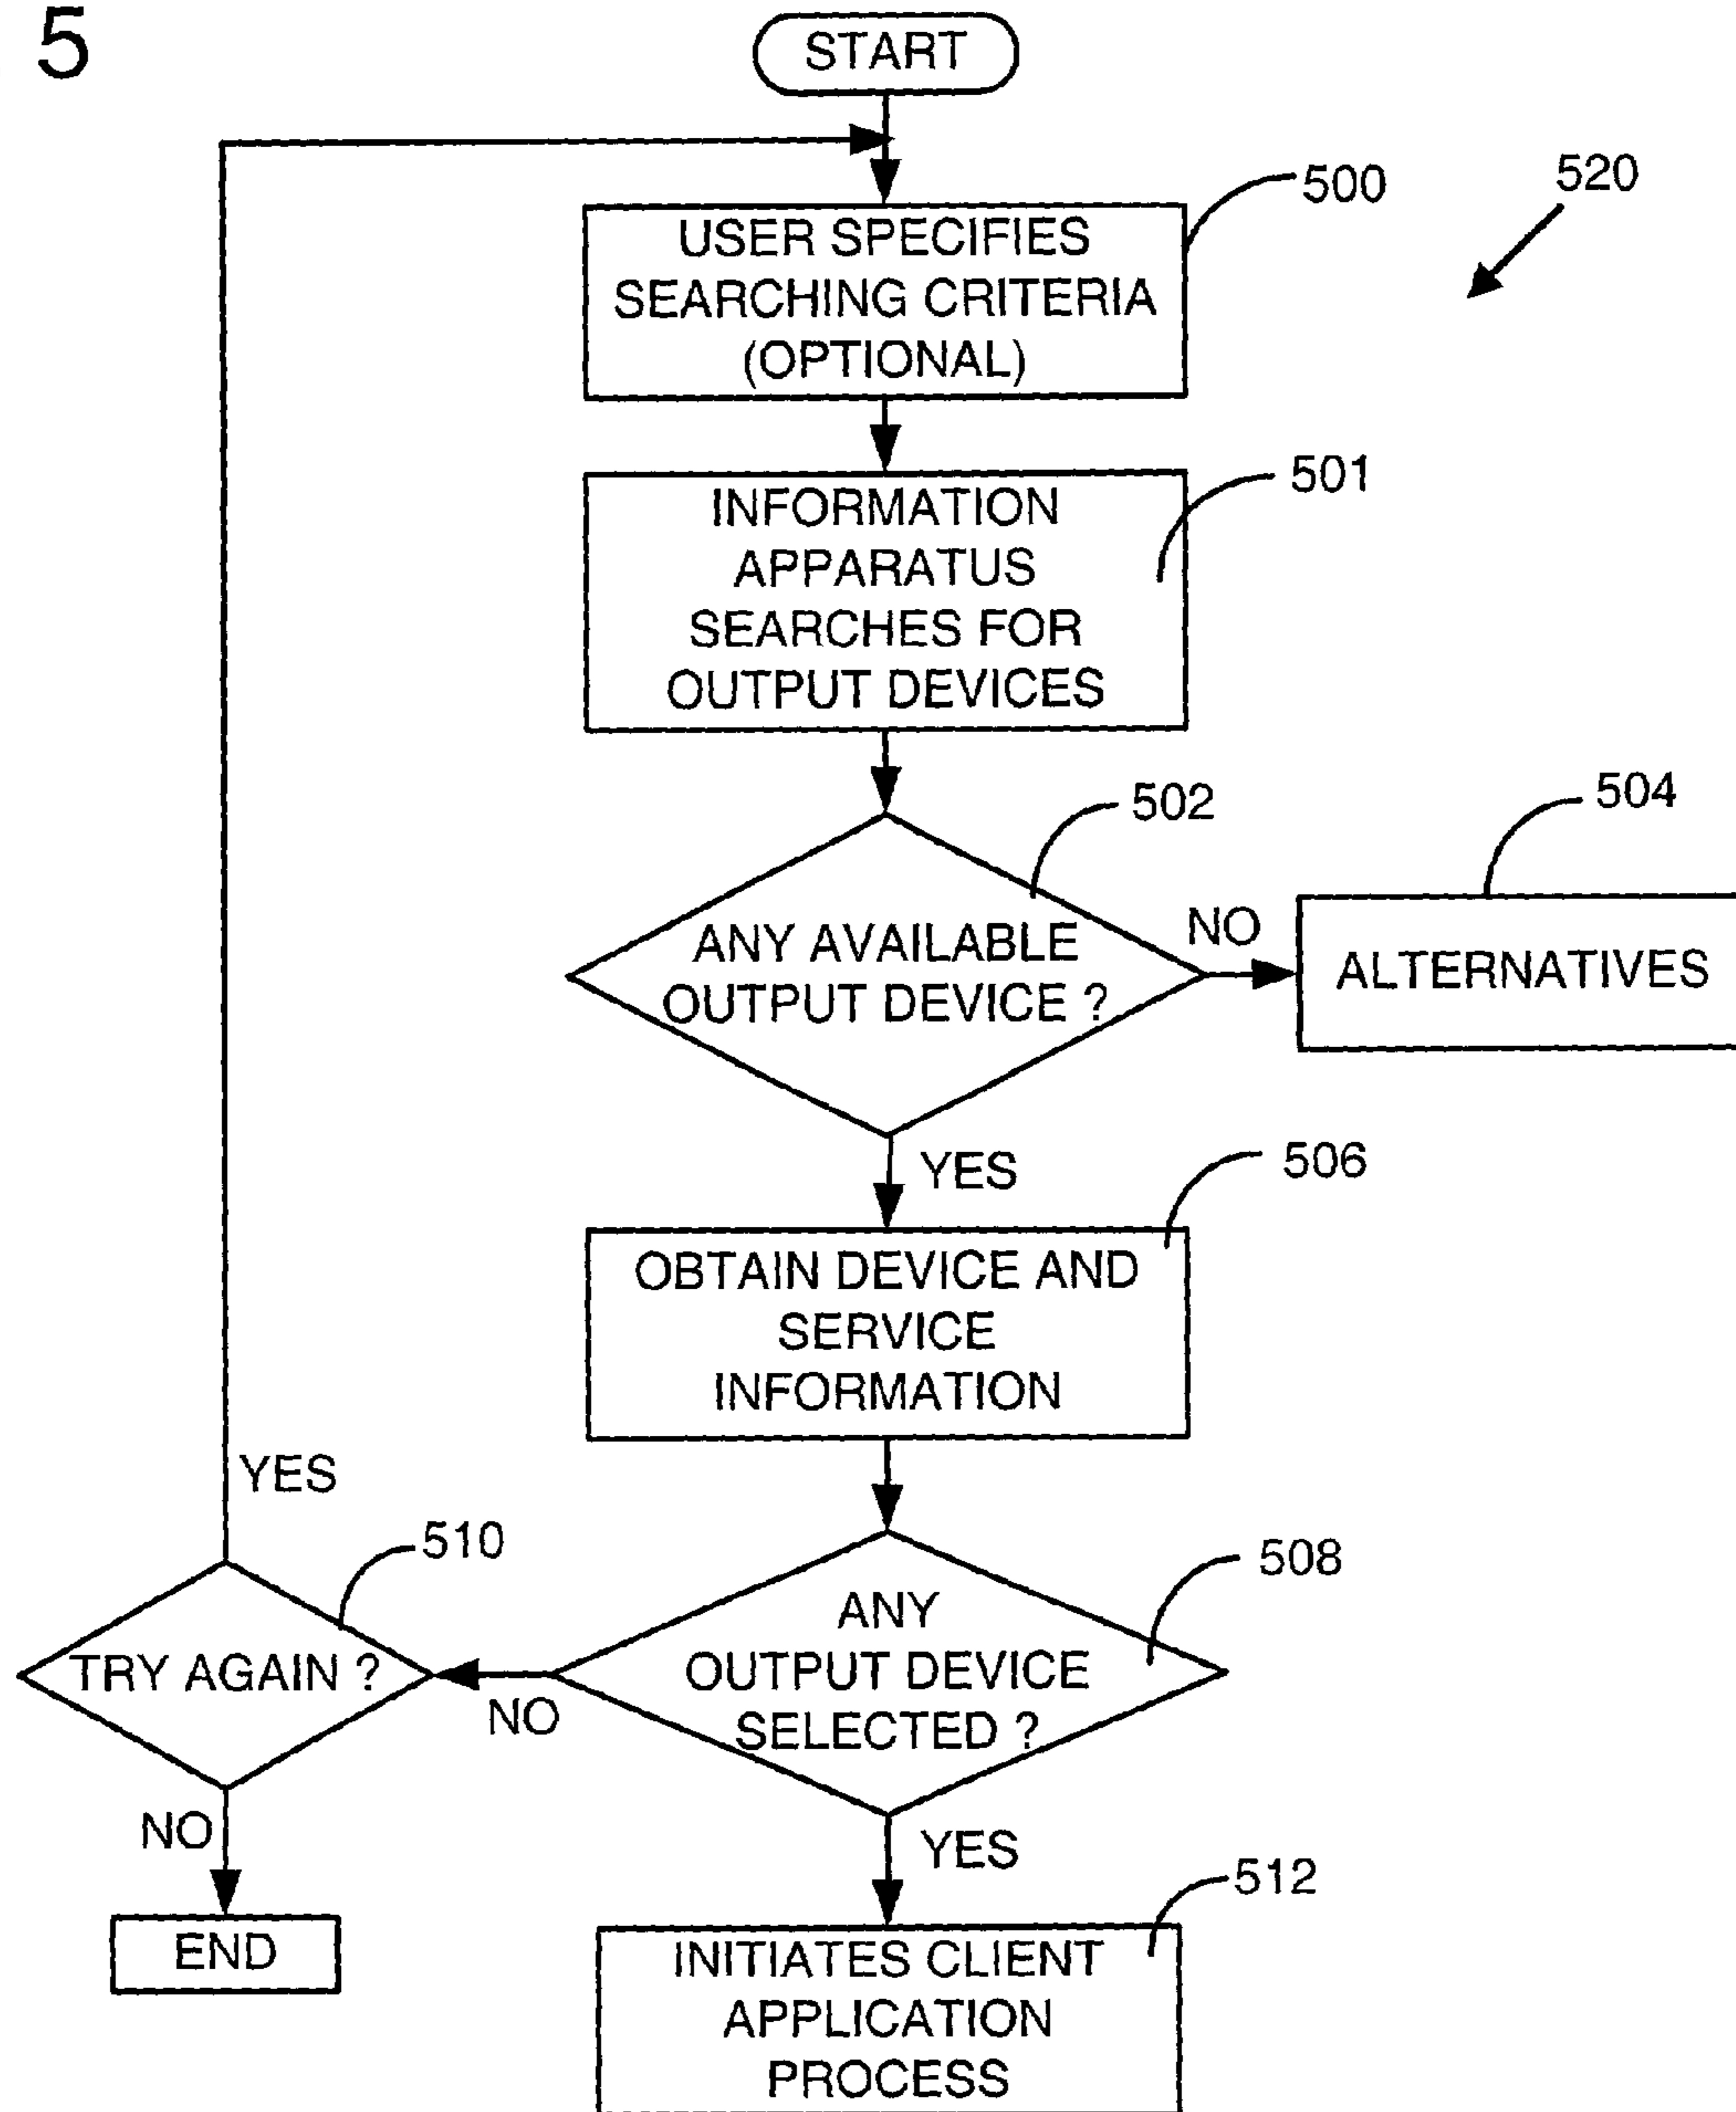 5
START
500
520
USER SPECIFIES
SEARCHING CRITERIA
(OPTIONAL)
501
INFORMATION
APPARATUS
SEARCHES FOR
OUTPUT DEVICES
502
504
ANY AVAILABLE
OUTPUT DEVICE ?
NO
ALTERNATIVES
YES
506
OBTAIN DEVICE AND
SERVICE
INFORMATION
YES
510
508
ANY
OUTPUT DEVICE
SELECTED ?
TRY AGAIN ?
NO
NO
YES
512
END
INITIATES CLIENT
APPLICATION
PROCESS